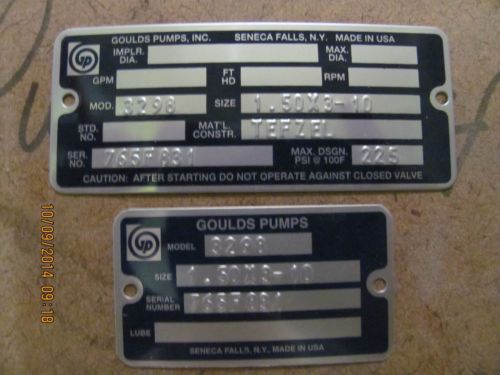 GOULDS PUMPS, INC. SENECA FALLS, N.Y. MADE IN USA
IMPLR. DIA. MAX. DIA.
GPM FT HD RPM
MOD. 3298 SIZE 1.50X3-10
STD. NO. MAT'L. CONSTR. TEFZEL
SER. NO. 765F831 MAX. DSGN. PSI @ 100F 225
CAUTION: AFTER STARTING DO NOT OPERATE AGAINST CLOSED VALVE
GOULDS PUMPS
MODEL 3298
SIZE 1.50X3-10
SERIAL NUMBER 765F831
LUBE
SENECA FALLS, N.Y. MADE IN USA
10/09/2014 09:18